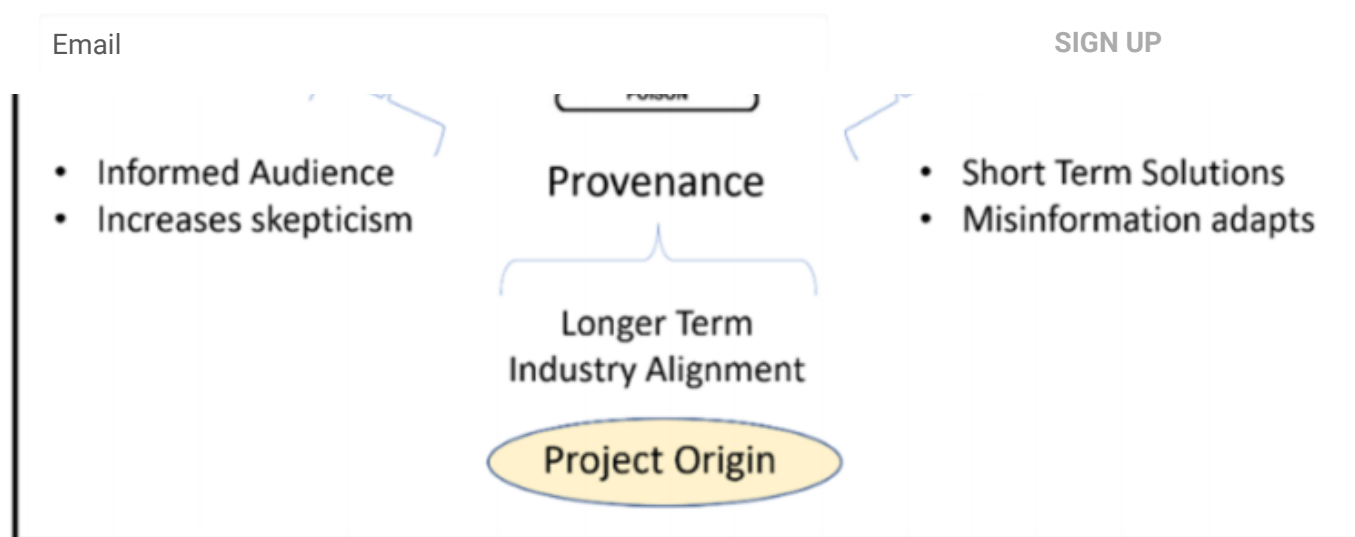 Email
SIGN UP
POISON
• Informed Audience
• Increases skepticism
Provenance
• Short Term Solutions
• Misinformation adapts
Longer Term
Industry Alignment
Project Origin